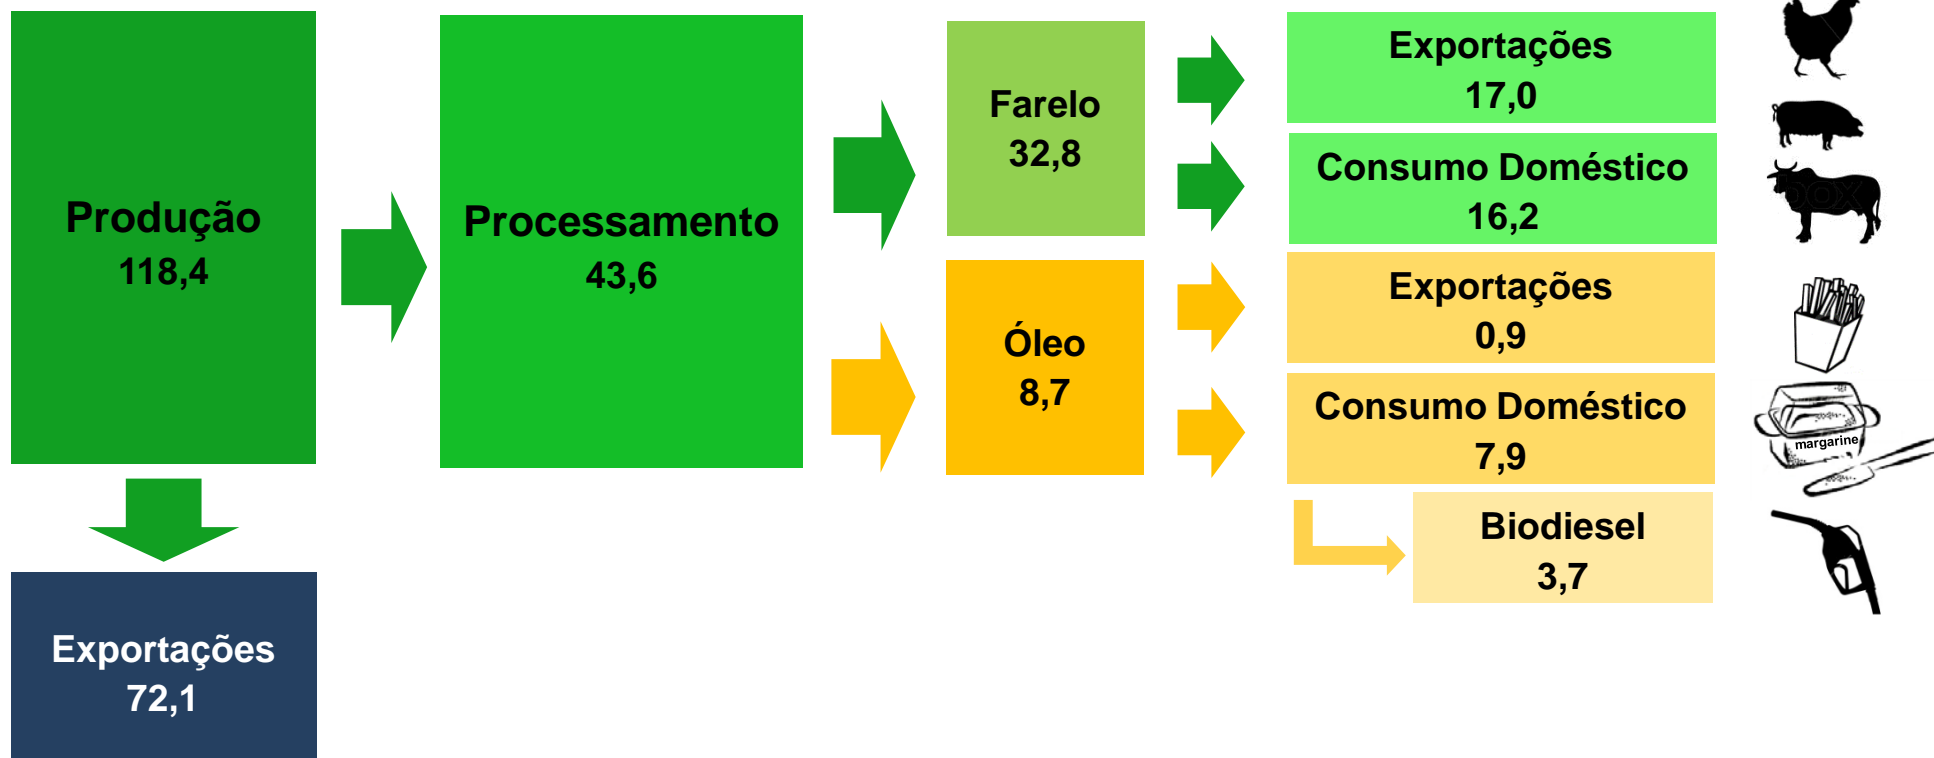 Produção
118,4
Exportações
72,1
Processamento
43,6
Farelo
32,8
Óleo
8,7
Exportações
17,0
Consumo Doméstico
16,2
Exportações
0,9
Consumo Doméstico
7,9
Biodiesel
3,7
margarine